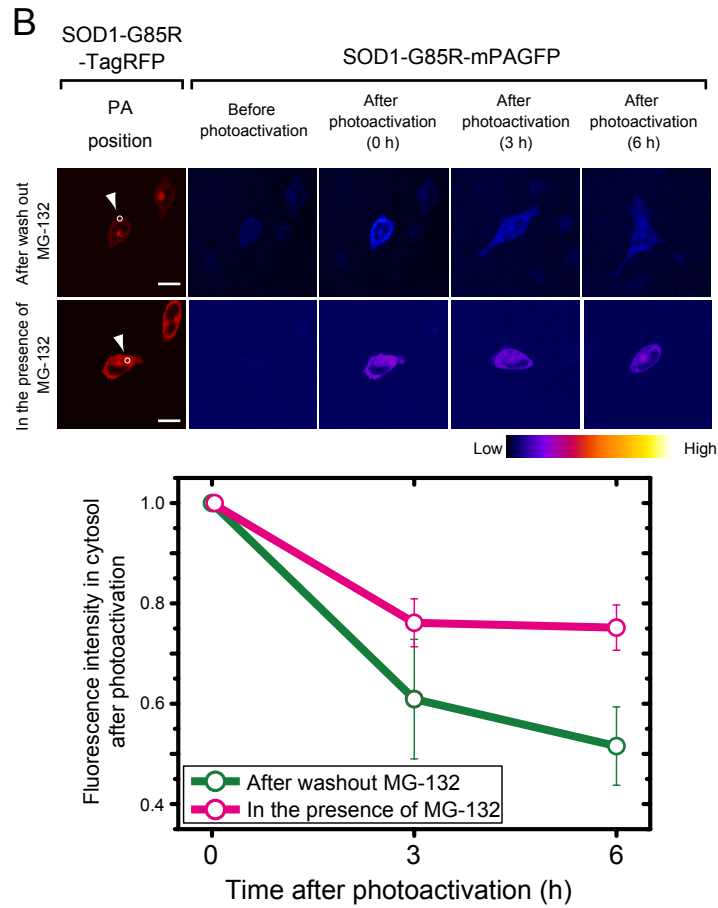 B
SOD1-G85R
-TagRFP
SOD1-G85R-mPAGFP
PA
position
Before
photoactivation
After
photoactivation
(0 h)
After
photoactivation
(3 h)
After
photoactivation
(6 h)
After wash out
MG-132
In the presence of
MG-132
Low
High
Fluorescence intensity in cytosol
after photoactivation
1.0
0.8
0.6
0.4
After washout MG-132
In the presence of MG-132
0
3
6
Time after photoactivation (h)